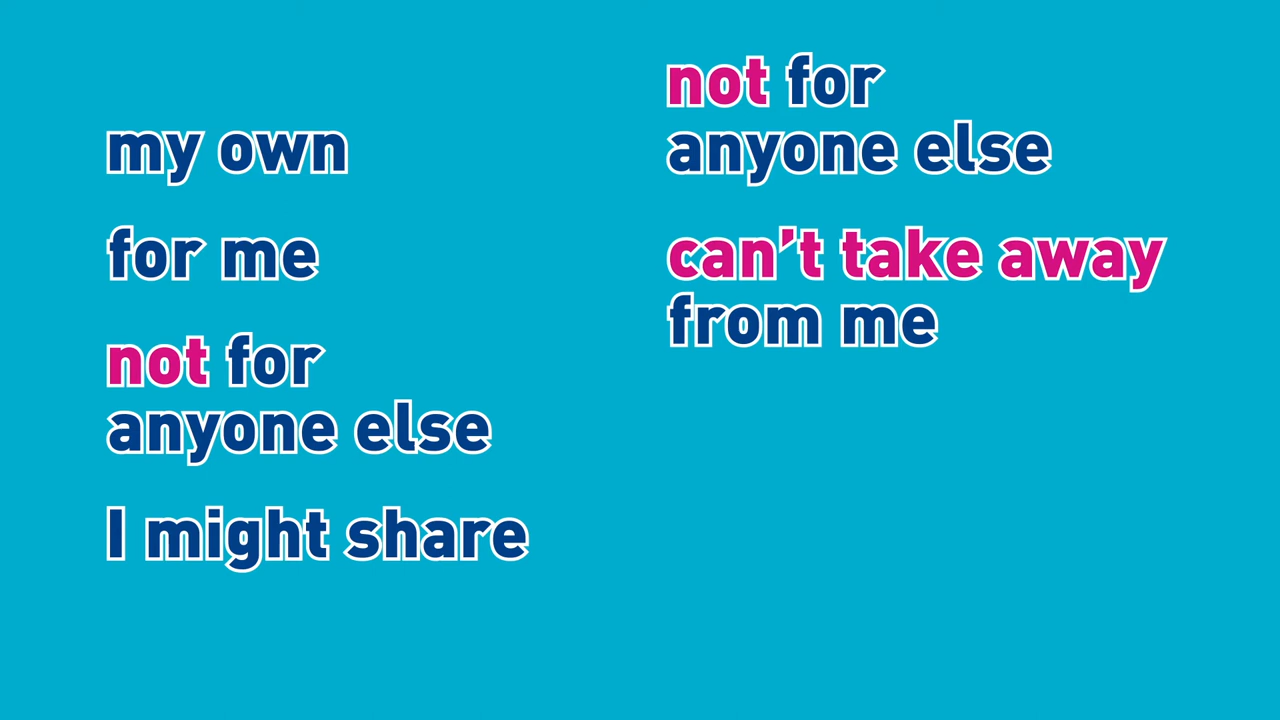 my own
for me
not for
anyone else
I might share
not for
anyone else
can’t take away
from me